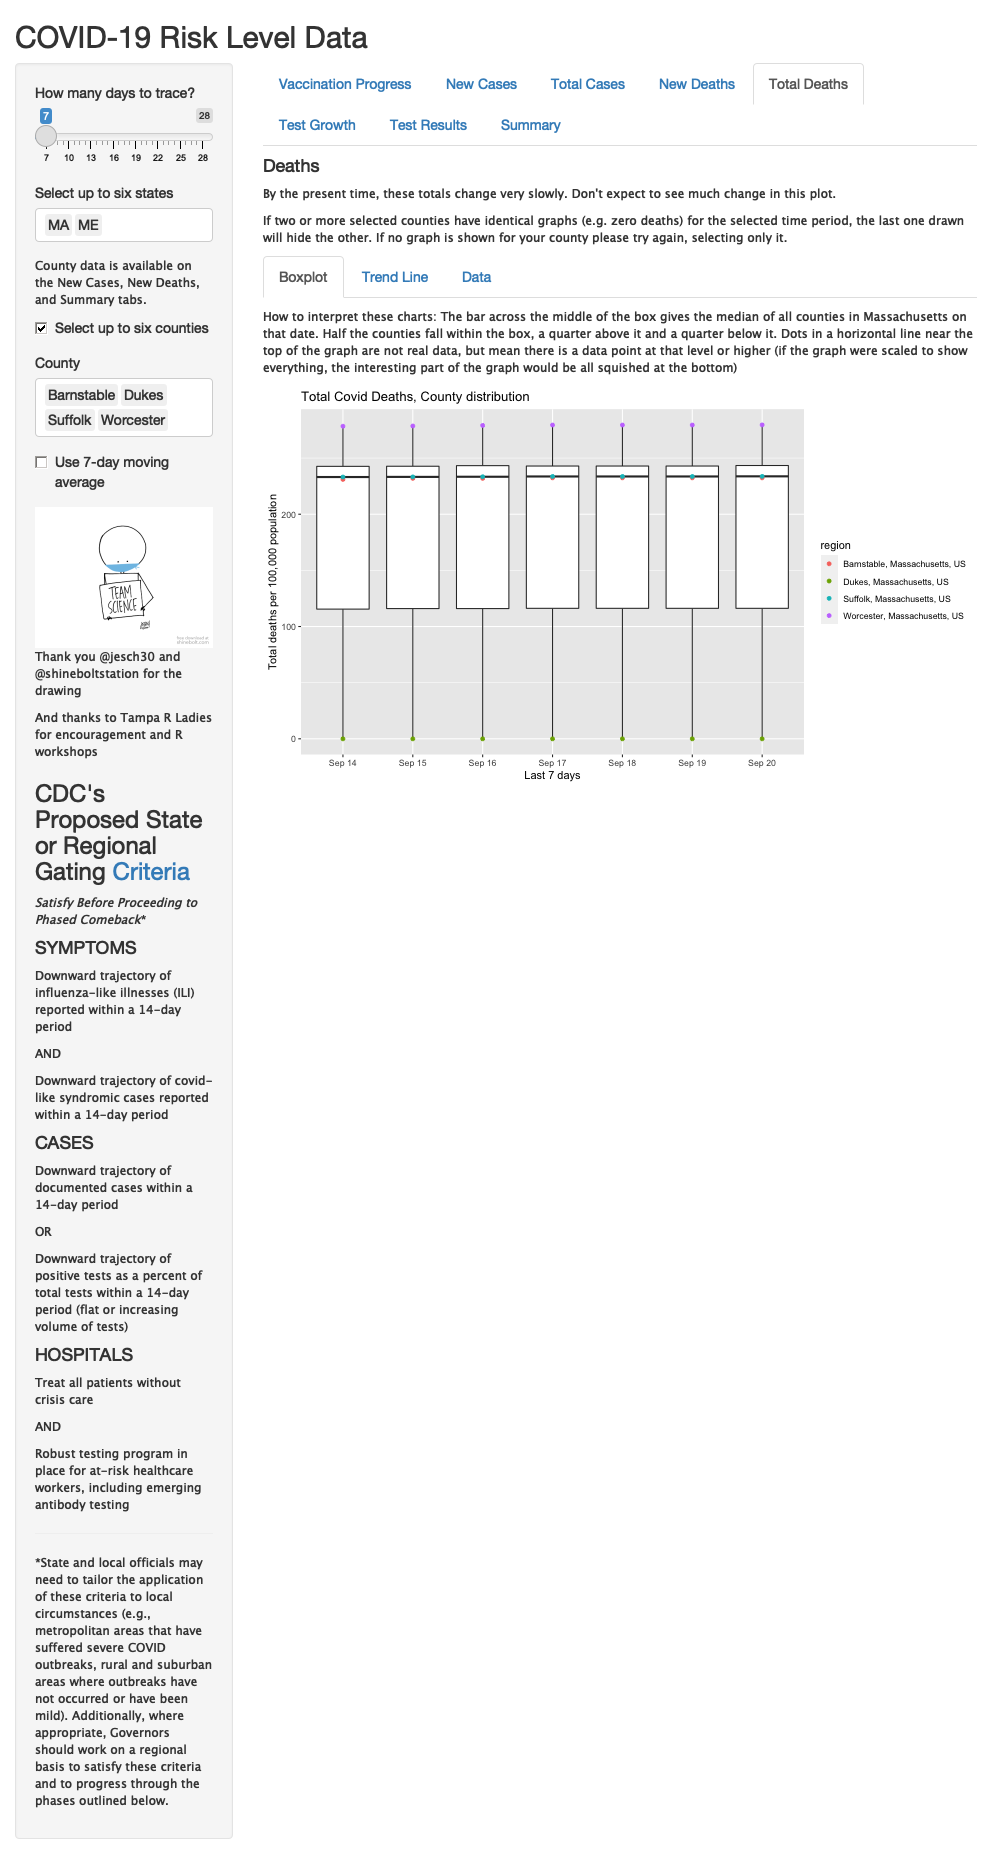 COVID-19 Risk Level Data
How many days to trace?
7
28
7 10 13 16 19 22 25 28
Select up to six states
MA ME
County data is available on
the New Cases, New Deaths,
and Summary tabs.
Select up to six counties
County
Barnstable Dukes
Suffolk Worcester
Use 7-day moving
average
TEAM
SCIENCE
Thank you @jesch30 and
@shineboltstation for the
drawing
And thanks to Tampa R Ladies
for encouragement and R
workshops
CDC's
Proposed State
or Regional
Gating Criteria
Satisfy Before Proceeding to
Phased Comeback*
SYMPTOMS
Downward trajectory of
influenza-like illnesses (ILI)
reported within a 14-day
period
AND
Downward trajectory of covid-
like syndromic cases reported
within a 14-day period
CASES
Downward trajectory of
documented cases within a
14-day period
OR
Downward trajectory of
positive tests as a percent of
total tests within a 14-day
period (flat or increasing
volume of tests)
HOSPITALS
Treat all patients without
crisis care
AND
Robust testing program in
place for at-risk healthcare
workers, including emerging
antibody testing
*State and local officials may
need to tailor the application
of these criteria to local
circumstances (e.g.,
metropolitan areas that have
suffered severe COVID
outbreaks, rural and suburban
areas where outbreaks have
not occurred or have been
mild). Additionally, where
appropriate, Governors
should work on a regional
basis to satisfy these criteria
and to progress through the
phases outlined below.
Vaccination Progress New Cases Total Cases New Deaths Total Deaths
Test Growth Test Results Summary
Deaths
By the present time, these totals change very slowly. Don't expect to see much change in this plot.
If two or more selected counties have identical graphs (e.g. zero deaths) for the selected time period, the last one drawn
will hide the other. If no graph is shown for your county please try again, selecting only it.
Boxplot Trend Line Data
How to interpret these charts: The bar across the middle of the box gives the median of all counties in Massachusetts on
that date. Half the counties fall within the box, a quarter above it and a quarter below it. Dots in a horizontal line near the
top of the graph are not real data, but mean there is a data point at that level or higher (if the graph were scaled to show
everything, the interesting part of the graph would be all squished at the bottom)
Total Covid Deaths, County distribution
Total deaths per 100,000 population
200
100
0
Sep 14 Sep 15 Sep 16 Sep 17 Sep 18 Sep 19 Sep 20
Last 7 days
region
Barnstable, Massachusetts, US
Dukes, Massachusetts, US
Suffolk, Massachusetts, US
Worcester, Massachusetts, US